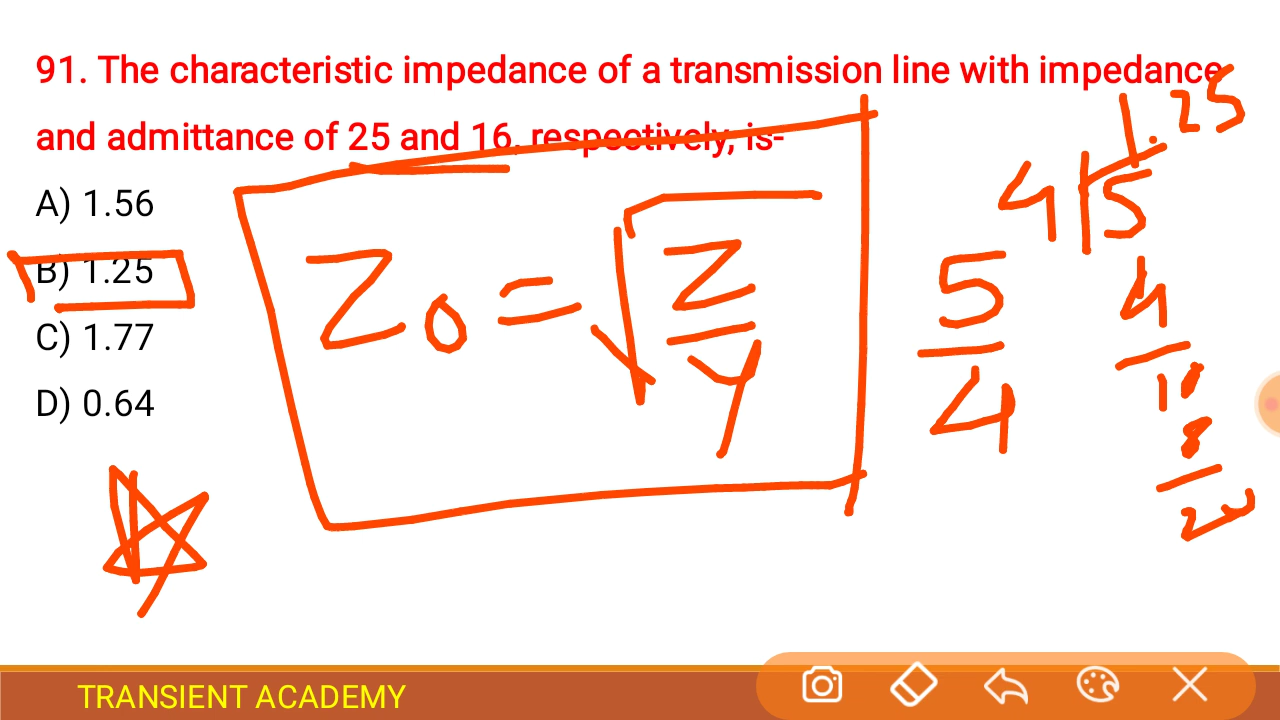 91. The characteristic impedance of a transmission line with impedance
and admittance of 25 and 16, respectively, is-
A) 1.56
B) 1.25
C) 1.77
D) 0.64
Z0 = √Z/Y
5/4
1.25
4 5
4
10
8
20
TRANSIENT ACADEMY